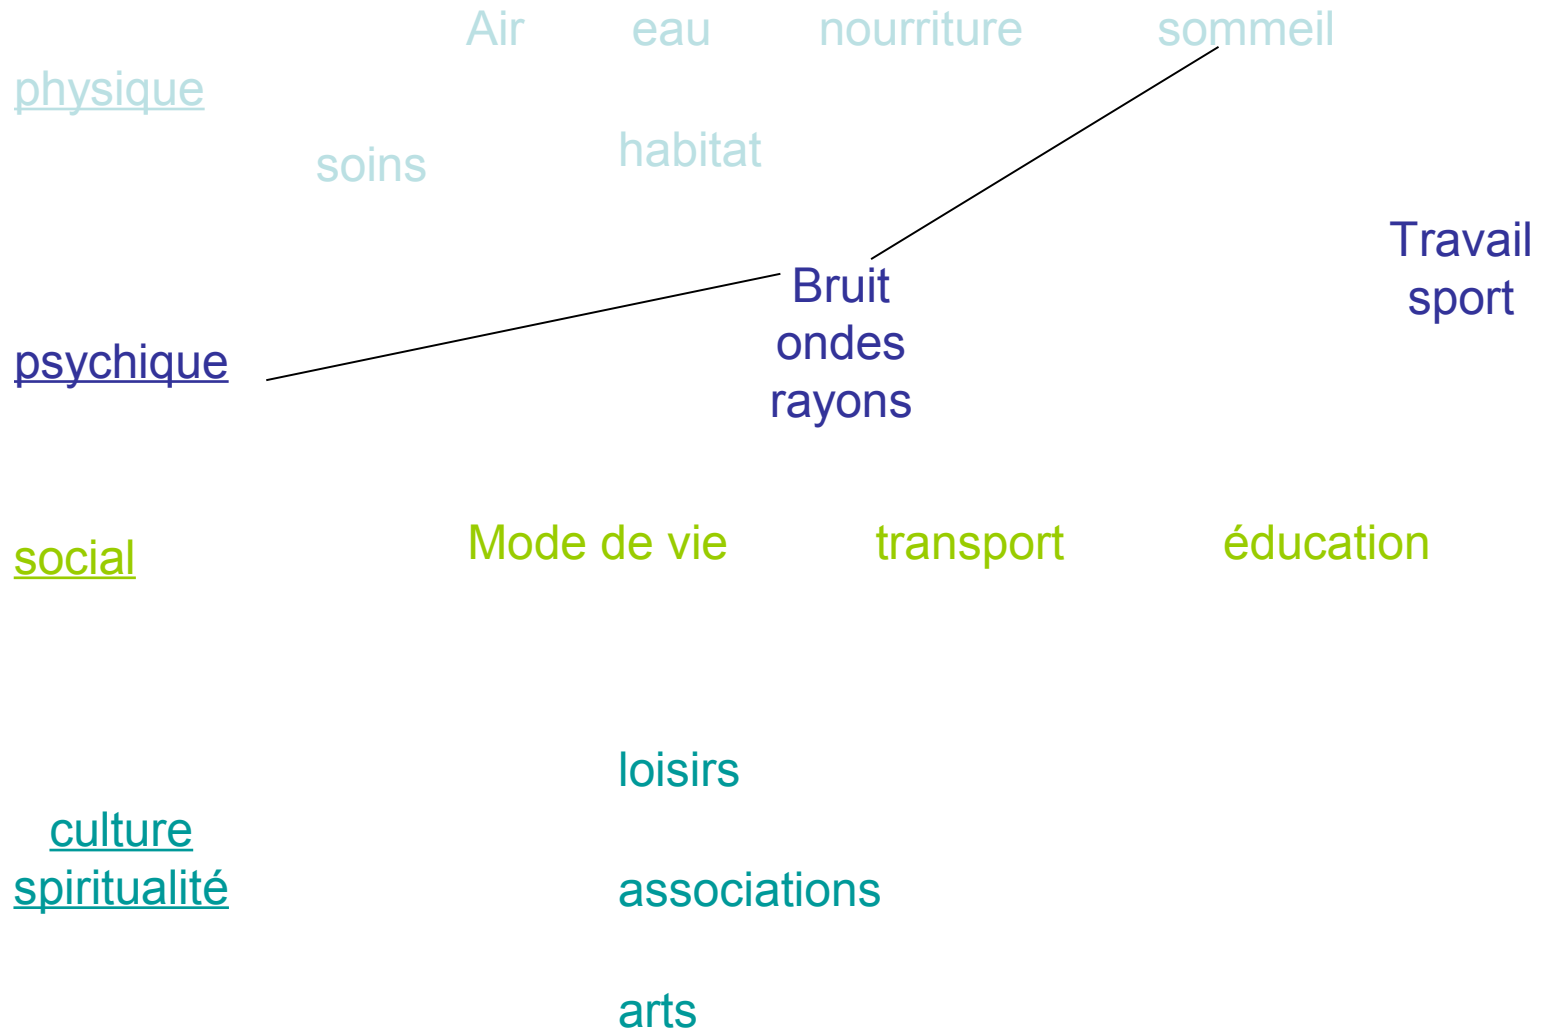 Air eau nourriture sommeil
physique
soins habitat
Travail
sport
Bruit
ondes
rayons
psychique
social Mode de vie transport éducation
loisirs
culture
spiritualité
associations
arts